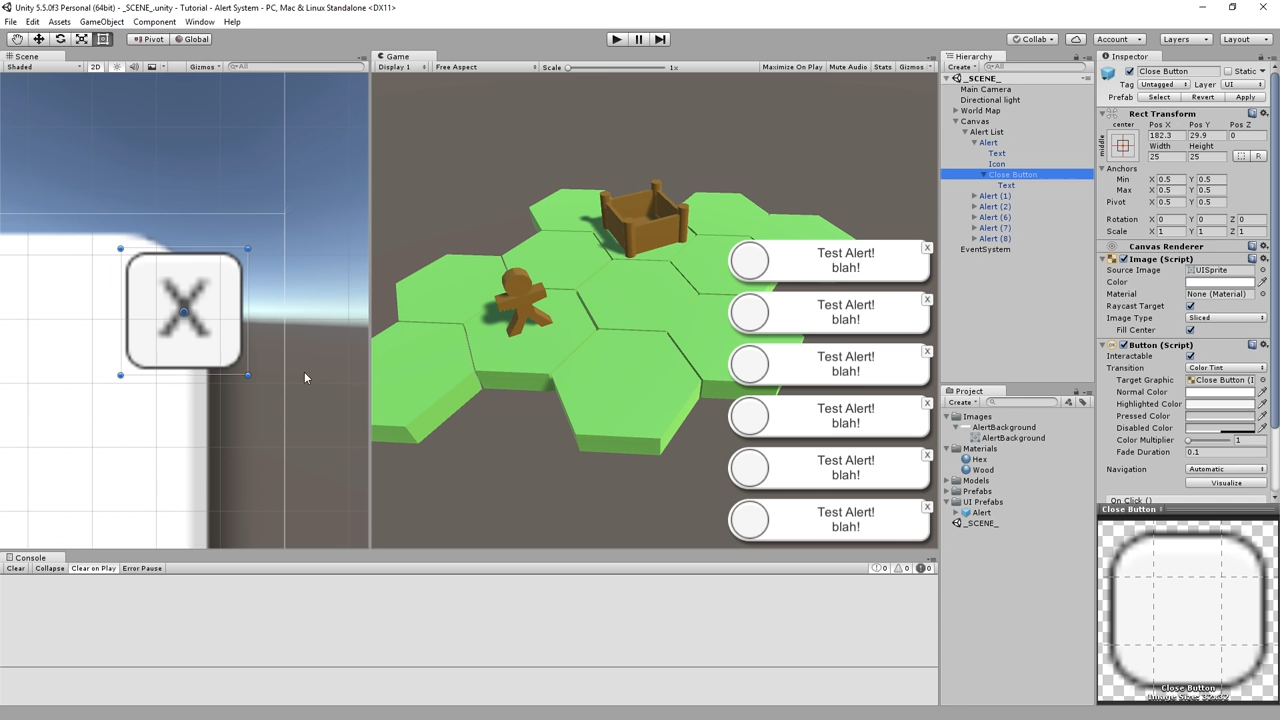 Unity 5.5.0f3 Personal (64bit) - _SCENE_.unity - Tutorial - Alert System - PC, Mac & Linux Standalone <DX11>
File Edit Assets GameObject Component Window Help
Pivot Global Collab Account Layers Layout
Scene
Shaded 2D Gizmos All
X
Game
Display 1 Free Aspect Scale 1x Maximize On Play Mute Audio Stats Gizmos
Test Alert!
blah!
X
Test Alert!
blah!
X
Test Alert!
blah!
X
Test Alert!
blah!
X
Test Alert!
blah!
X
Test Alert!
blah!
X
Console
Clear Collapse Clear on Play Error Pause 0 0 0
Hierarchy
Create All
_SCENE_
Main Camera
Directional light
World Map
Canvas
Alert List
Alert
Text
Icon
Close Button
Text
Alert (1)
Alert (2)
Alert (6)
Alert (7)
Alert (8)
EventSystem
Project
Create
Images
AlertBackground
AlertBackground
Materials
Hex
Wood
Models
Prefabs
UI Prefabs
Alert
_SCENE_
Inspector
Close Button Static
Tag Untagged Layer UI
Prefab Select Revert Apply
Rect Transform
center Pos X Pos Y Pos Z
middle 182.3 29.9 0
Width Height
25 25 R
Anchors
Min X 0.5 Y 0.5
Max X 0.5 Y 0.5
Pivot X 0.5 Y 0.5
Rotation X 0 Y 0 Z 0
Scale X 1 Y 1 Z 1
Canvas Renderer
Image (Script)
Source Image UISprite
Color
Material None (Material)
Raycast Target
Image Type Sliced
Fill Center
Button (Script)
Interactable
Transition Color Tint
Target Graphic Close Button (I
Normal Color
Highlighted Color
Pressed Color
Disabled Color
Color Multiplier 1
Fade Duration 0.1
Navigation Automatic
Visualize
On Click ()
Close Button
Close Button
Image Size: 32x32